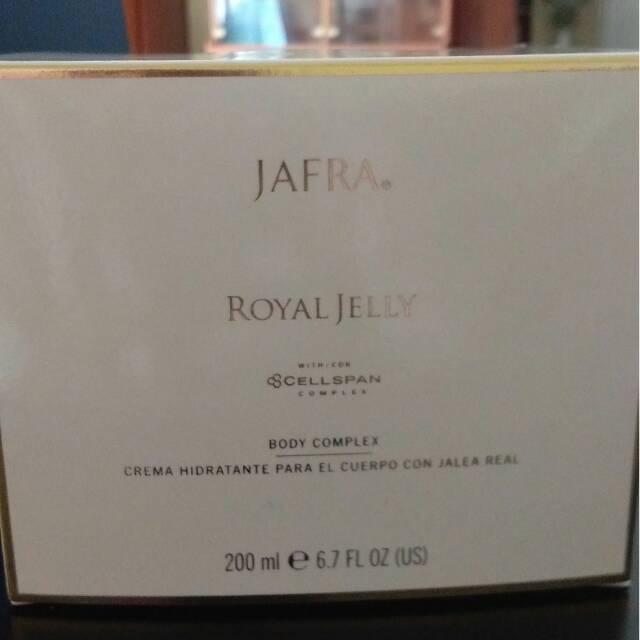 JAFRA®
ROYAL JELLY
WITH/CON
CELLSPAN
COMPLEX
BODY COMPLEX
CREMA HIDRATANTE PARA EL CUERPO CON JALEA REAL
200 ml ℮ 6.7 FL OZ (US)